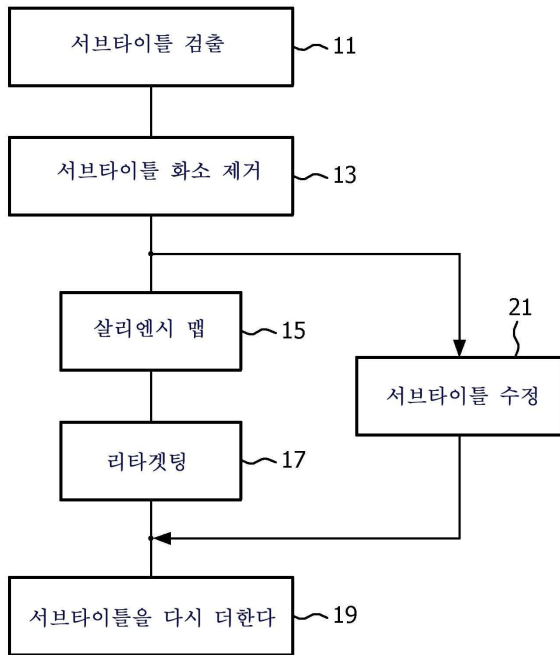 서브타이틀 검출
11
서브타이틀 화소 제거
13
살리엔시 맵
15
21
서브타이틀 수정
리타겟팅
17
서브타이틀을 다시 더한다
19